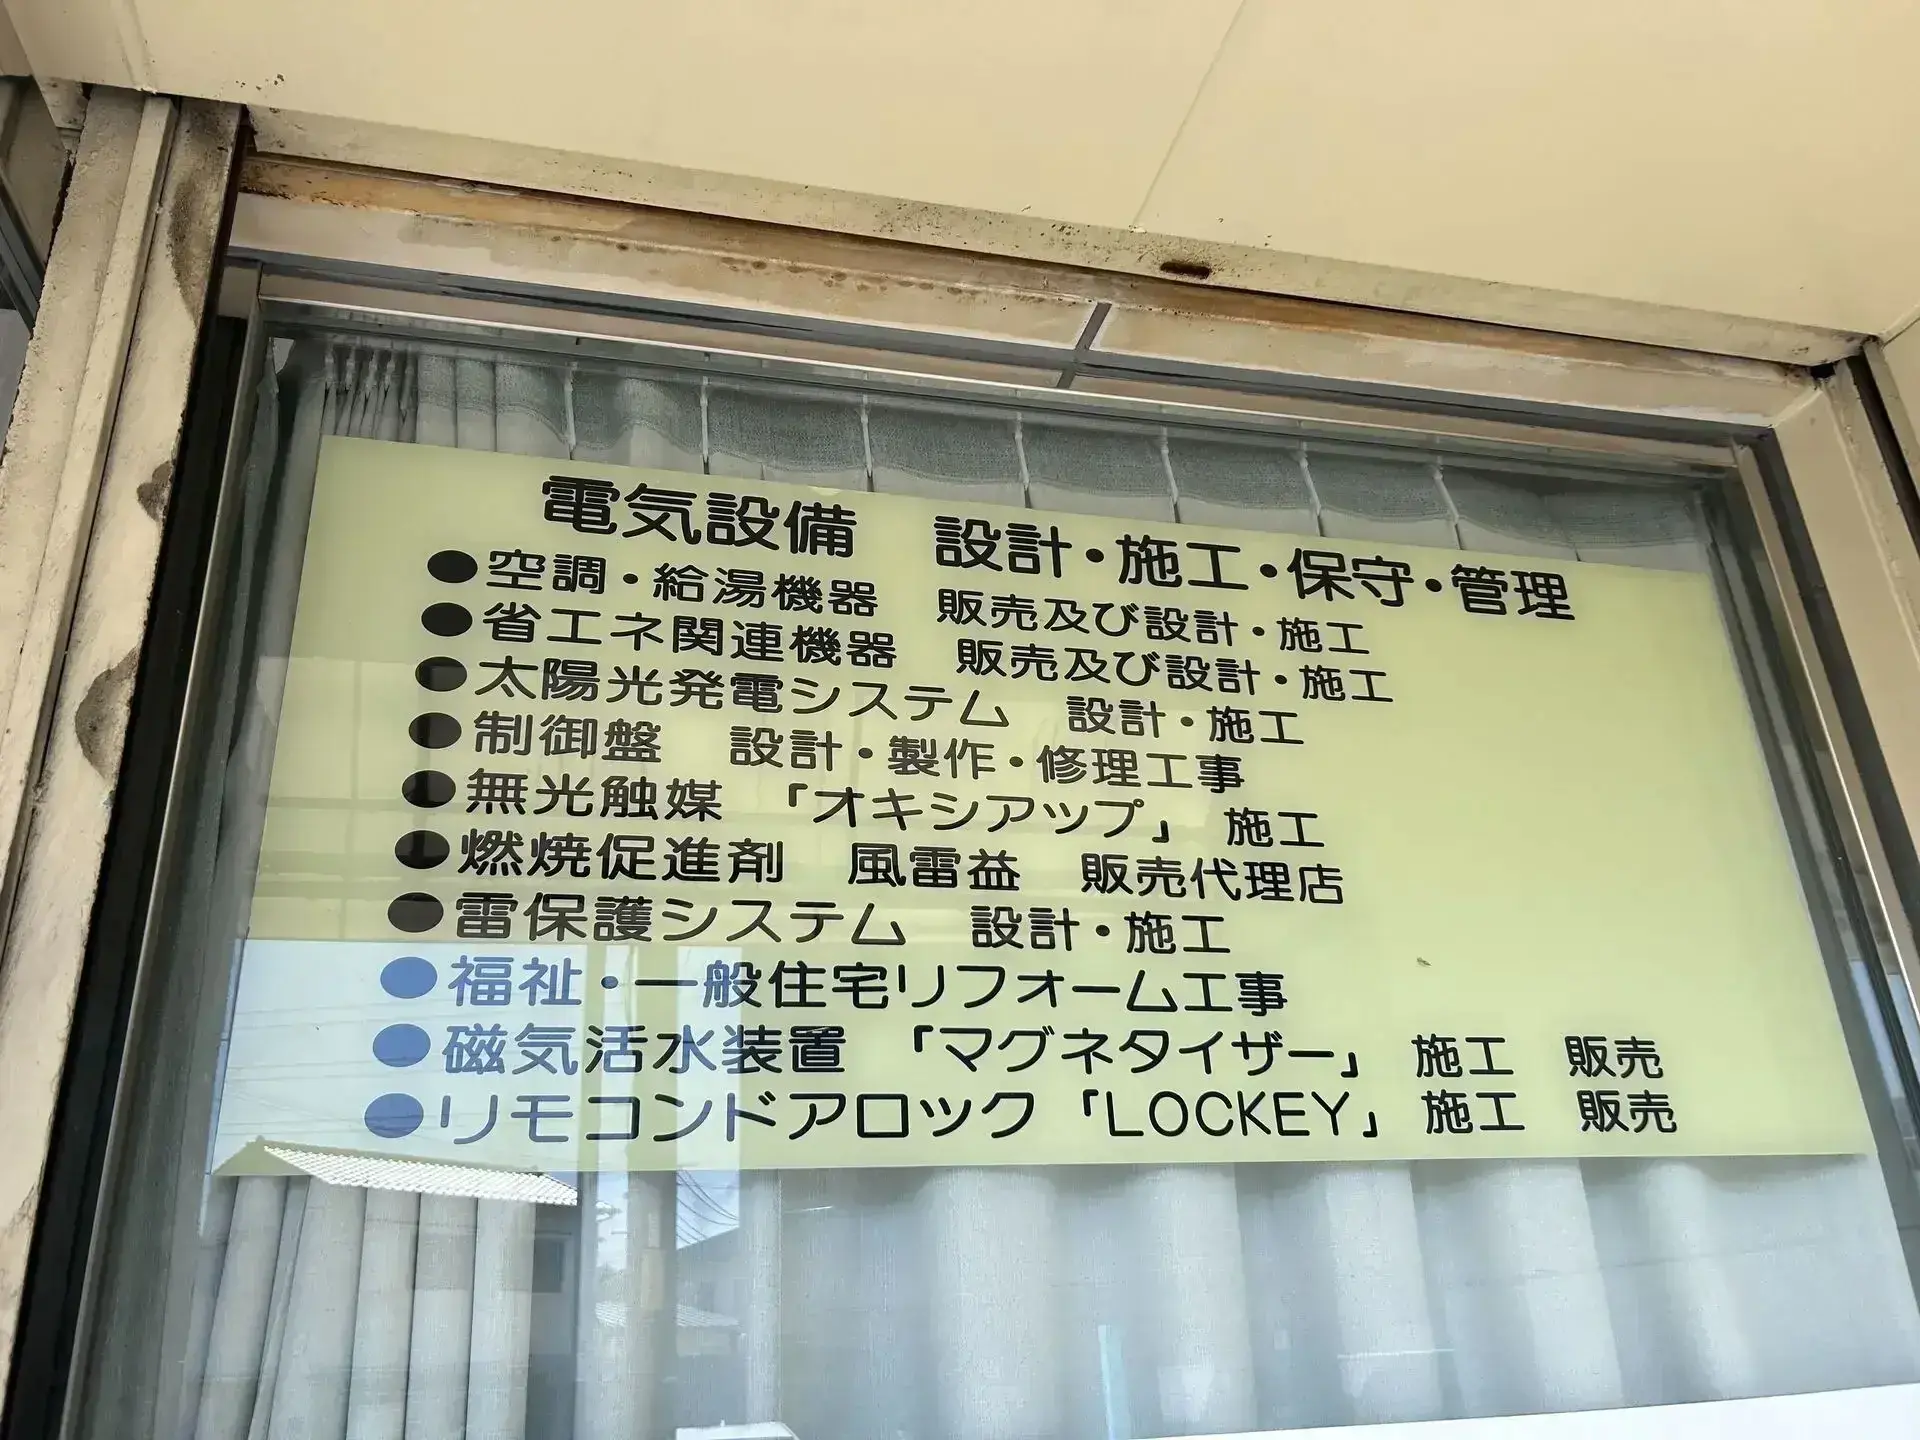 電気設備　設計・施工・保守・管理
●空調・給湯機器　販売及び設計・施工
●省エネ関連機器　販売及び設計・施工
●太陽光発電システム　設計・施工
●制御盤　設計・製作・修理工事
●無光触媒　「オキシアップ」　施工
●燃焼促進剤　風雷益　販売代理店
●雷保護システム　設計・施工
●福祉・一般住宅リフォーム工事
●磁気活水装置　「マグネタイザー」　施工　販売
●リモコンドアロック「LOCKEY」　施工　販売